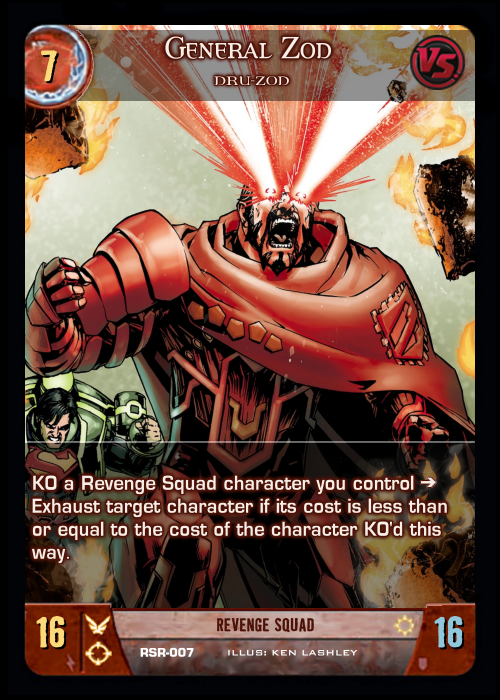 7
General Zod
VS
DRU-ZOD
KO a Revenge Squad character you control ➔
Exhaust target character if its cost is less than
or equal to the cost of the character KO'd this
way.
16
REVENGE SQUAD
16
RSR-007 ILLUS: KEN LASHLEY